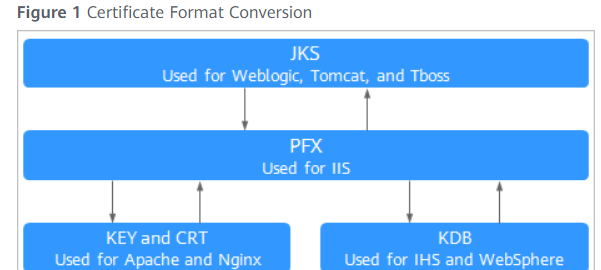 Figure 1 Certificate Format Conversion
JKS
Used for Weblogic, Tomcat, and Tboss
PFX
Used for IIS
KEY and CRT
Used for Apache and Nginx
KDB
Used for IHS and WebSphere